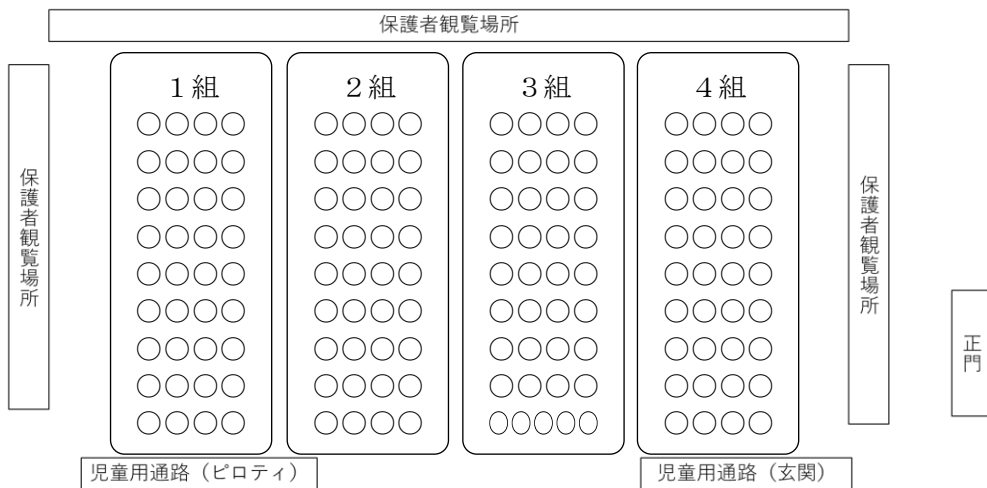 保護者観覧場所
1組
2組
3組
4組
保護者観覧場所
保護者観覧場所
正門
児童用通路（ピロティ）
児童用通路（玄関）